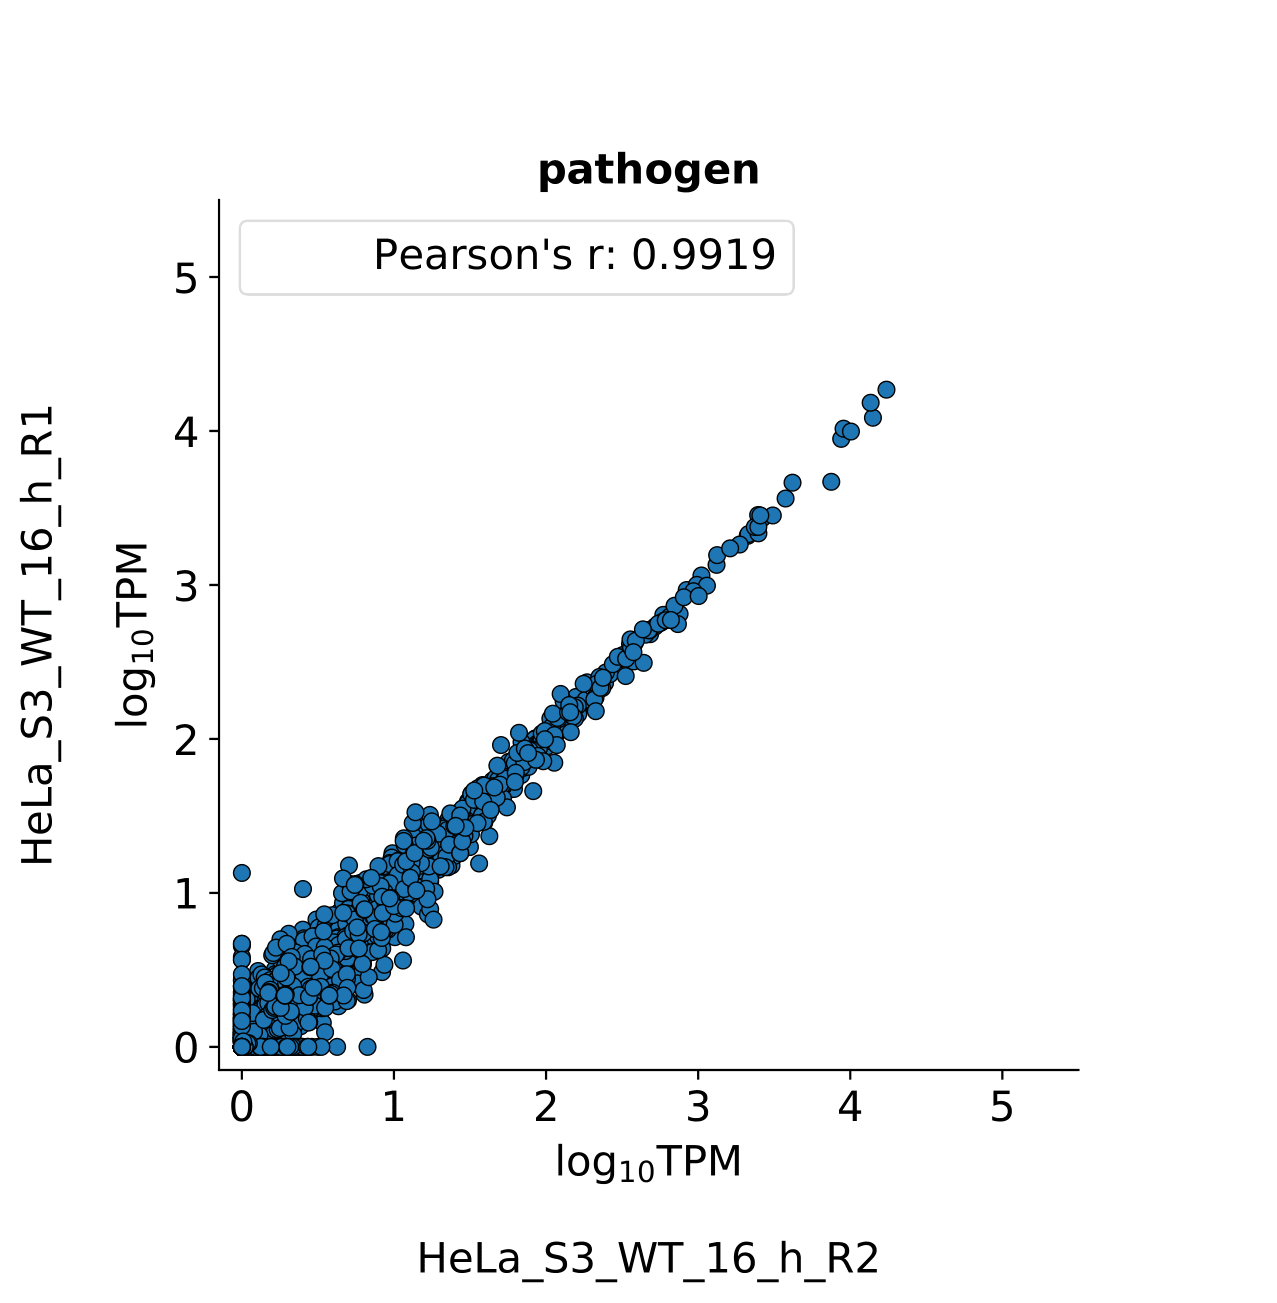 pathogen
Pearson's r: 0.9919
HeLa_S3_WT_16_h_R1
log₁₀TPM
5
4
3
2
1
0
0 1 2 3 4 5
log₁₀TPM
HeLa_S3_WT_16_h_R2